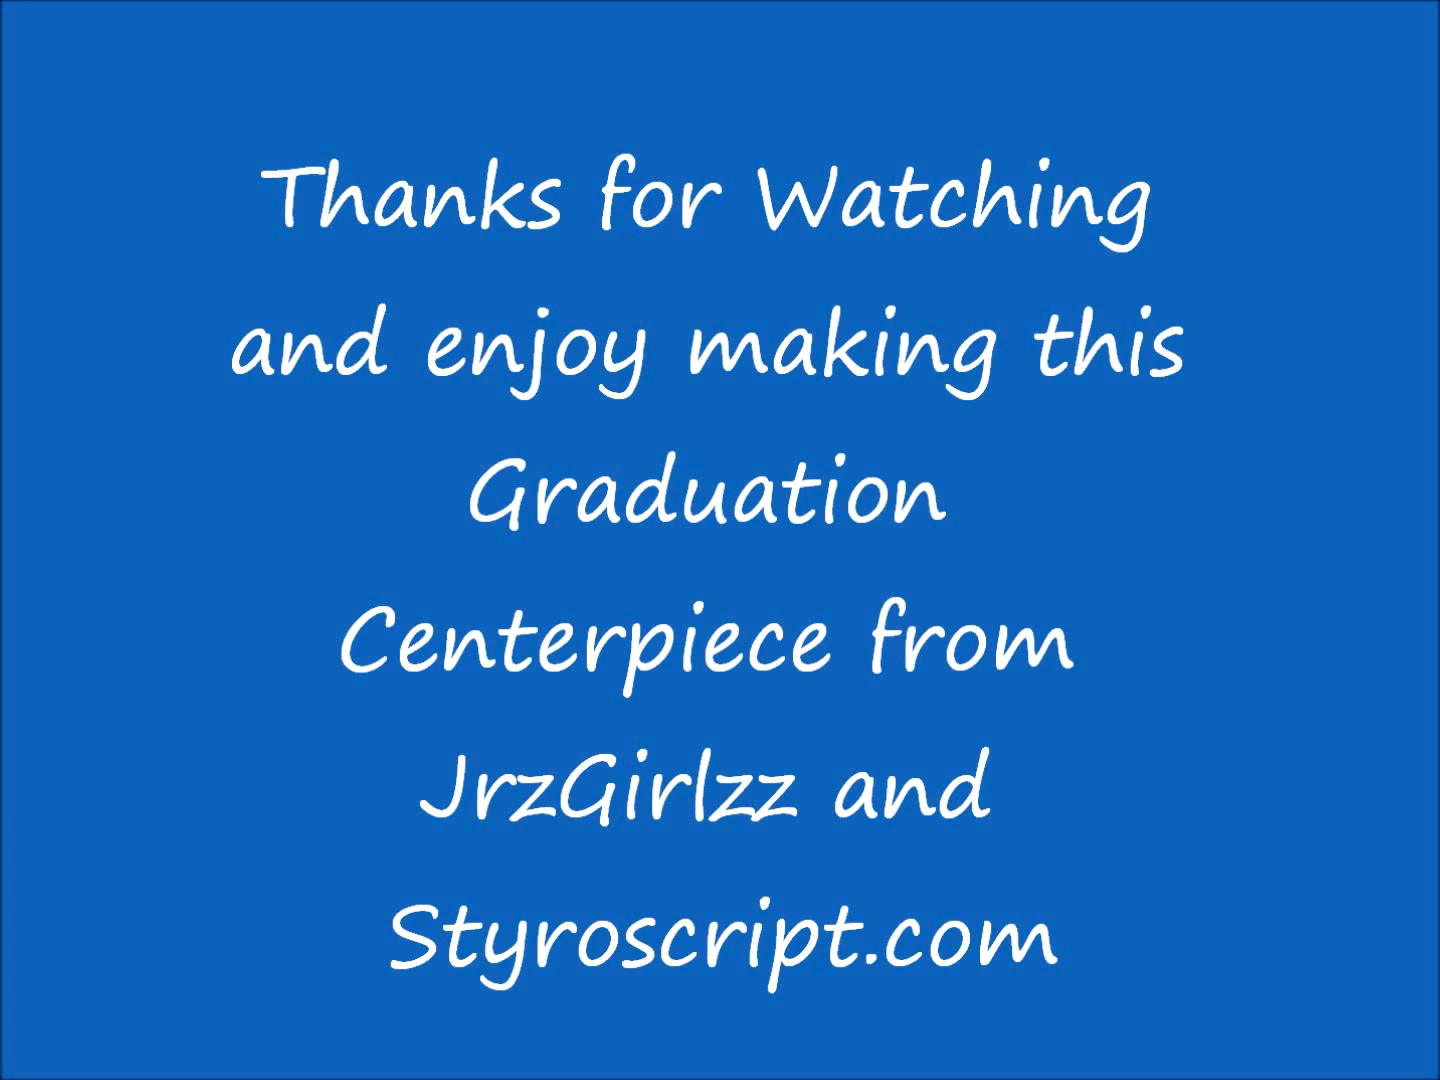 Thanks for Watching
and enjoy making this
Graduation
Centerpiece from
JrzGirlzz and
Styroscript.com